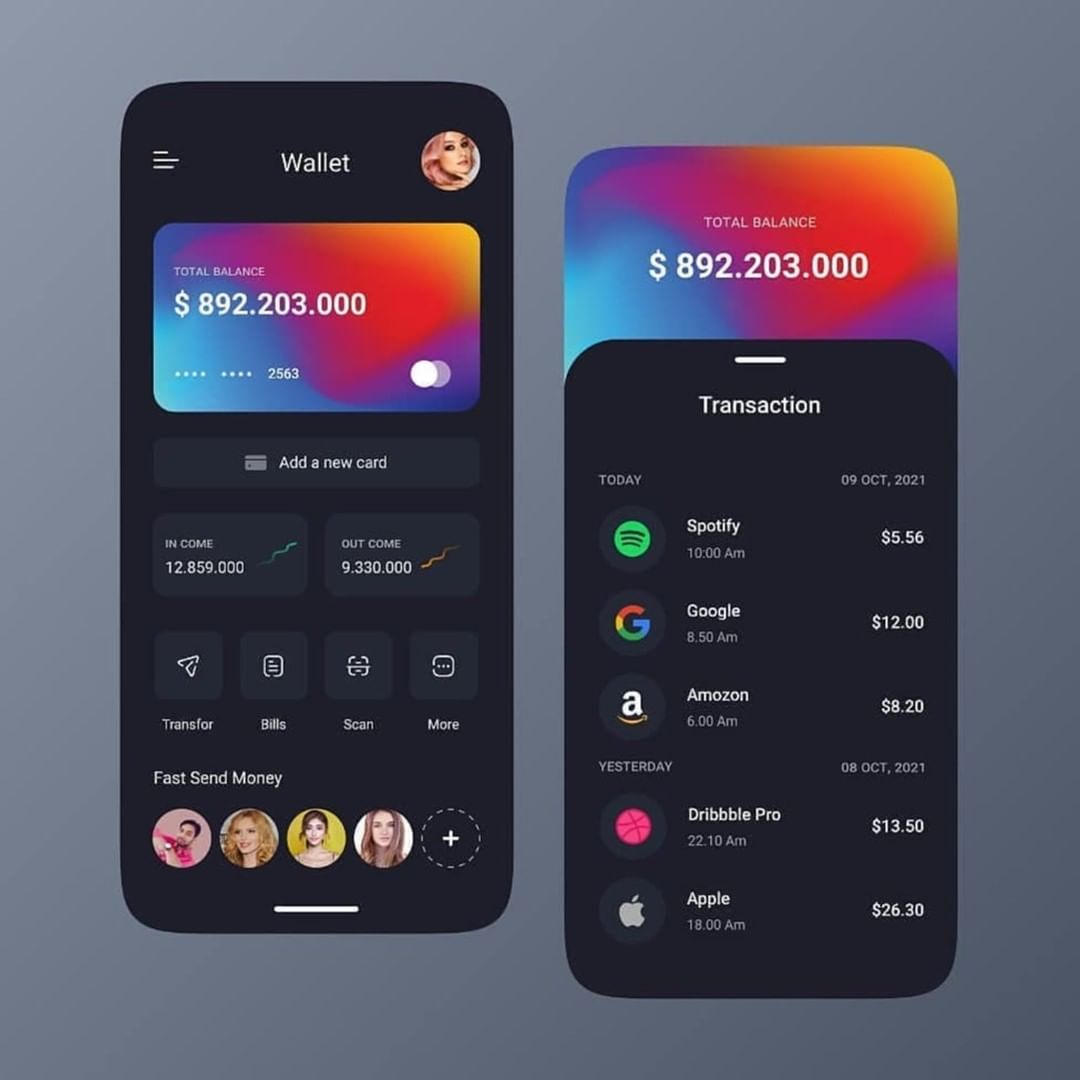 Wallet
TOTAL BALANCE
$ 892.203.000
•••• •••• 2563
Add a new card
IN COME
12.859.000
OUT COME
9.330.000
Transfor
Bills
Scan
More
Fast Send Money
+
TOTAL BALANCE
$ 892.203.000
Transaction
TODAY 09 OCT, 2021
Spotify
10:00 Am
$5.56
Google
8.50 Am
$12.00
a
Amozon
6.00 Am
$8.20
YESTERDAY 08 OCT, 2021
Dribbble Pro
22.10 Am
$13.50
Apple
18.00 Am
$26.30